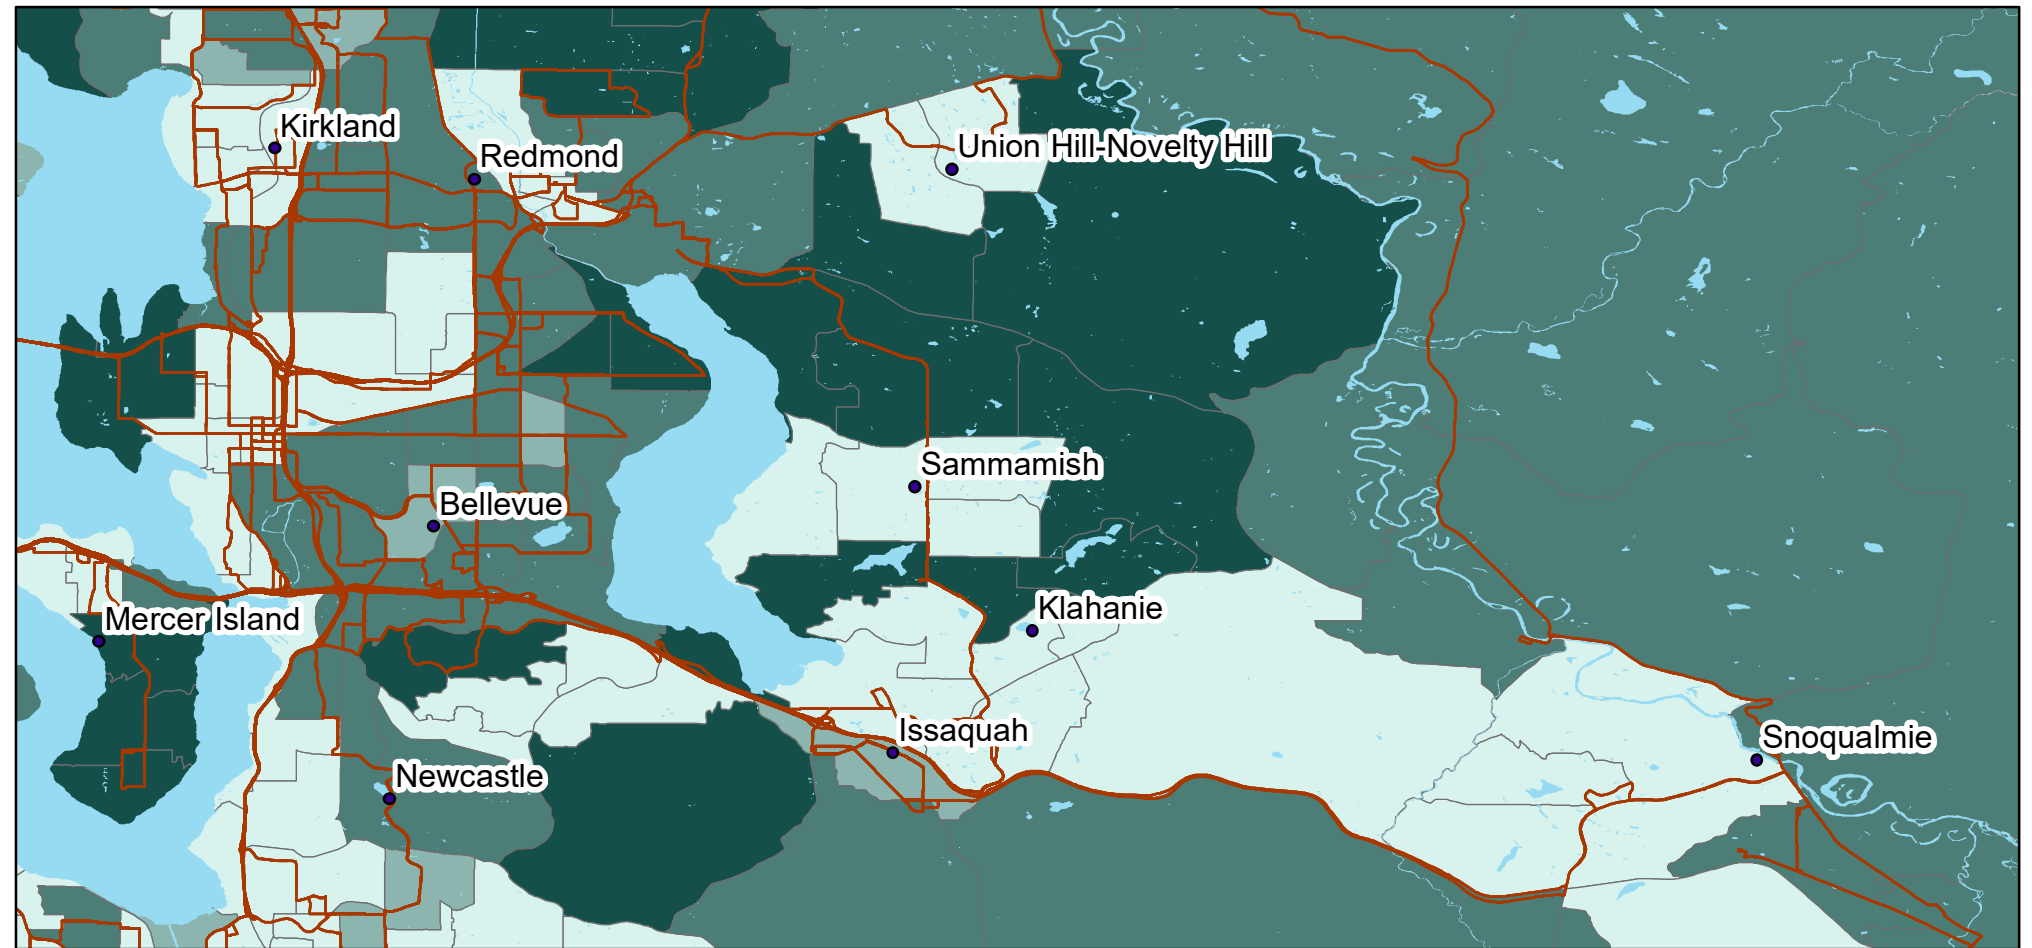 Kirkland
Redmond
Union Hill-Novelty Hill
Sammamish
Bellevue
Mercer Island
Klahanie
Issaquah
Snoqualmie
Newcastle